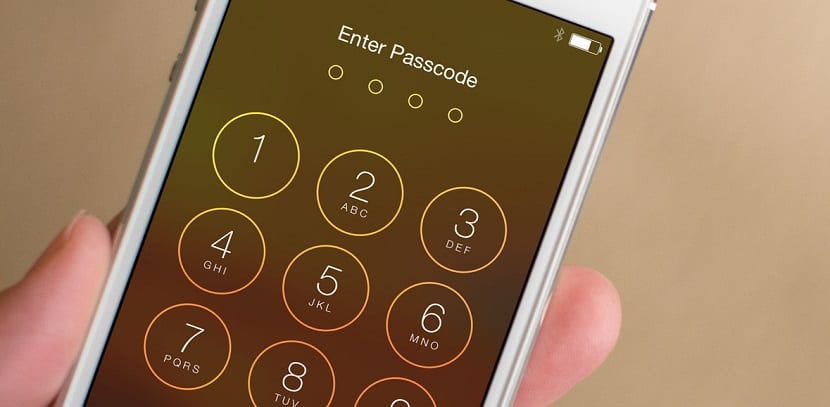 Enter Passcode
1
2
ABC
3
DEF
4
GHI
5
JKL
6
MNO
7
PQRS
8
TUV